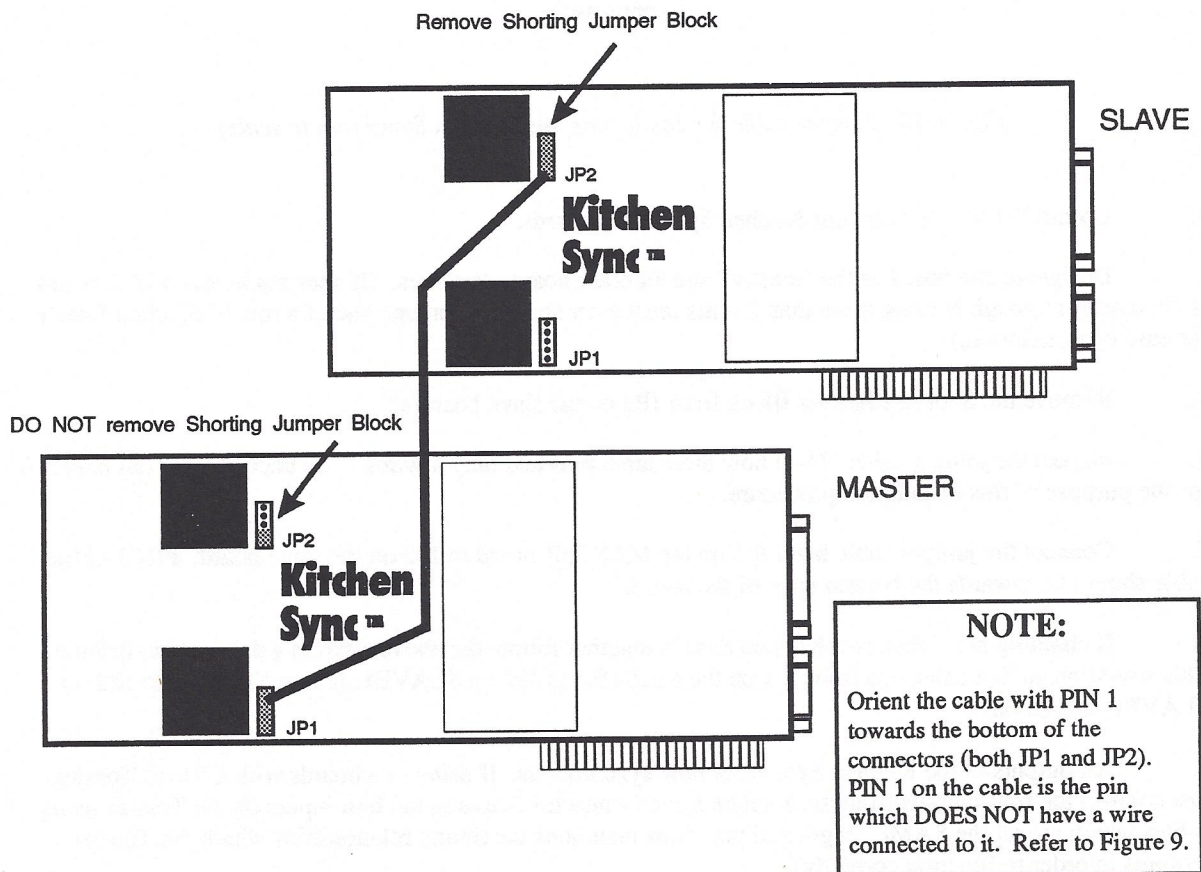 Remove Shorting Jumper Block
SLAVE
JP2
Kitchen
Sync™
JP1
DO NOT remove Shorting Jumper Block
MASTER
JP2
Kitchen
Sync™
JP1
NOTE:
Orient the cable with PIN 1
towards the bottom of the
connectors (both JP1 and JP2).
PIN 1 on the cable is the pin
which DOES NOT have a wire
connected to it. Refer to Figure 9.